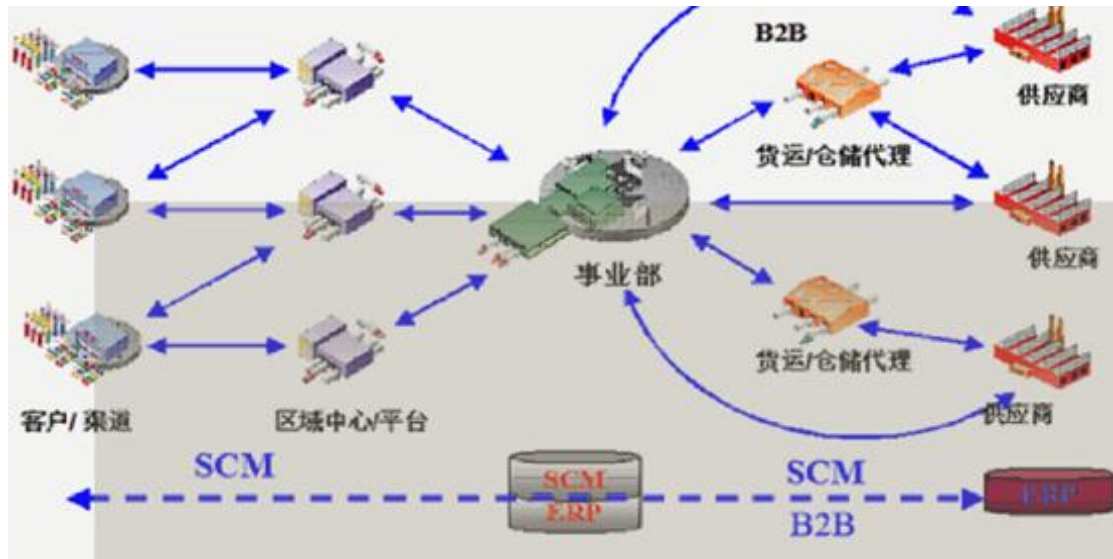 B2B
供应商
货运/仓储代理
供应商
事业部
货运/仓储代理
客户/ 渠道
区域中心/平台
供应商
SCM
SCM
SCM
ERP
ERP
B2B